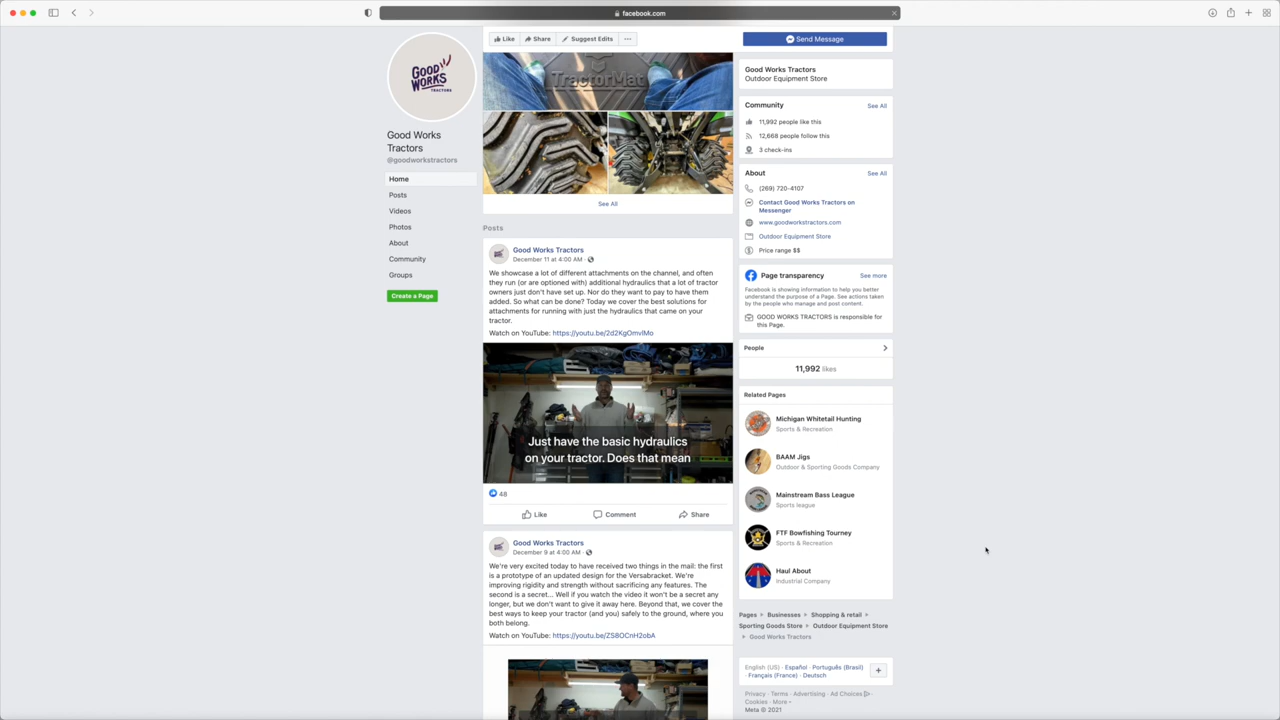 facebook.com
GOOD
WORKS
TRACTORS
Good Works
Tractors
@goodworkstractors
Home
Posts
Videos
Photos
About
Community
Groups
Create a Page
Like
Share
Suggest Edits
TractorMat
See All
Posts
Good Works Tractors
December 11 at 4:00 AM ·
We showcase a lot of different attachments on the channel, and often
they run (or are optioned with) additional hydraulics that a lot of tractor
owners just don't have set up. Nor do they want to pay to have them
added. So what can be done? Today we cover the best solutions for
attachments for running with just the hydraulics that came on your
tractor.
Watch on YouTube: https://youtu.be/2d2KgOmvlMo
Just have the basic hydraulics
on your tractor. Does that mean
48
Like
Comment
Share
Good Works Tractors
December 9 at 4:00 AM ·
We're very excited today to have received two things in the mail: the first
is a prototype of an updated design for the Versabracket. We're
improving rigidity and strength without sacrificing any features. The
second is a secret... Well if you watch the video it won't be a secret any
longer, but we don't want to give it away here. Beyond that, we cover the
best ways to keep your tractor (and you) safely to the ground, where you
both belong.
Watch on YouTube: https://youtu.be/ZS8OCnH2obA
Send Message
Good Works Tractors
Outdoor Equipment Store
Community
See All
11,992 people like this
12,668 people follow this
3 check-ins
About
See All
(269) 720-4107
Contact Good Works Tractors on
Messenger
www.goodworkstractors.com
Outdoor Equipment Store
Price range $$
Page transparency
See more
Facebook is showing information to help you better
understand the purpose of a Page. See actions taken
by the people who manage and post content.
GOOD WORKS TRACTORS is responsible for
this Page.
People
11,992 likes
Related Pages
Michigan Whitetail Hunting
Sports & Recreation
BAAM Jigs
Outdoor & Sporting Goods Company
Mainstream Bass League
Sports league
FTF Bowfishing Tourney
Sports & Recreation
Haul About
Industrial Company
Pages
Businesses
Shopping & retail
Sporting Goods Store
Outdoor Equipment Store
Good Works Tractors
English (US) · Español · Português (Brasil)
· Français (France) · Deutsch
Privacy · Terms · Advertising · Ad Choices ·
Cookies · More
Meta © 2021